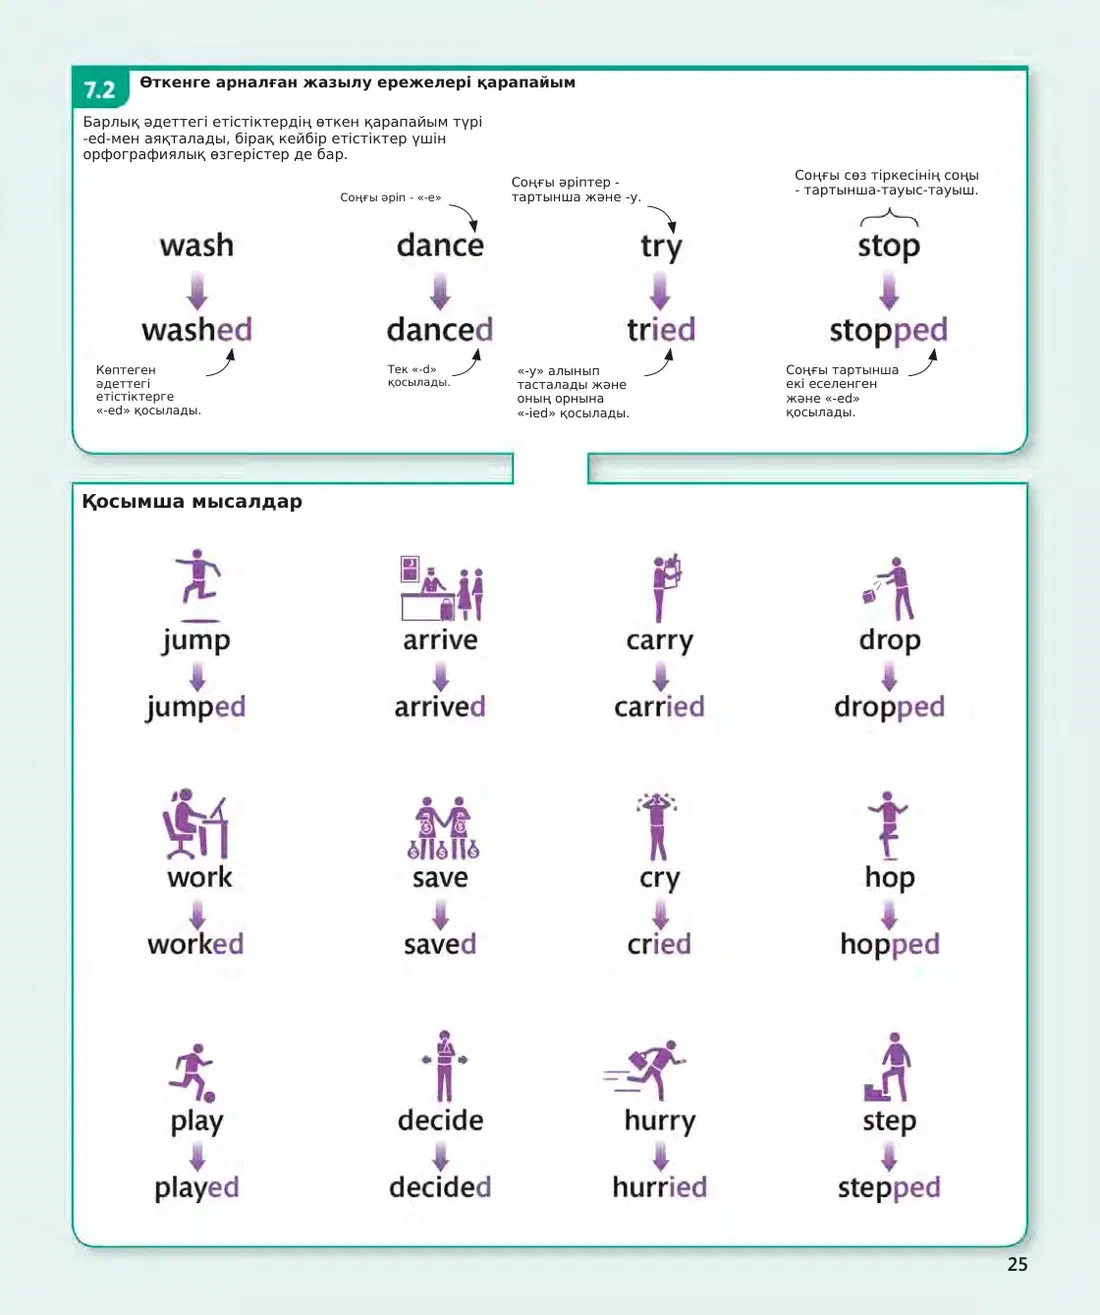 7.2
Өткенге арналған жазылу ережелері қарапайым
Барлық әдеттегі етістіктердің өткен қарапайым түрі
-ed-мен аяқталады, бірақ кейбір етістіктер үшін
орфографиялық өзгерістер де бар.
Соңғы әріп - «-е»
Соңғы әріптер -
тартынша және -у.
Соңғы сөз тіркесінің соңы
- тартынша-тауыс-тауыш.
wash dance try stop
washed danced tried stopped
Көптеген
әдеттегі
етістіктерге
«-ed» қосылады.
Тек «-d»
қосылады.
«-у» алынып
тасталады және
оның орнына
«-ied» қосылады.
Соңғы тартынша
екі еселенген
және «-ed»
қосылады.
Қосымша мысалдар
jump arrive carry drop
jumped arrived carried dropped
work save cry hop
worked saved cried hopped
play decide hurry step
played decided hurried stepped
25